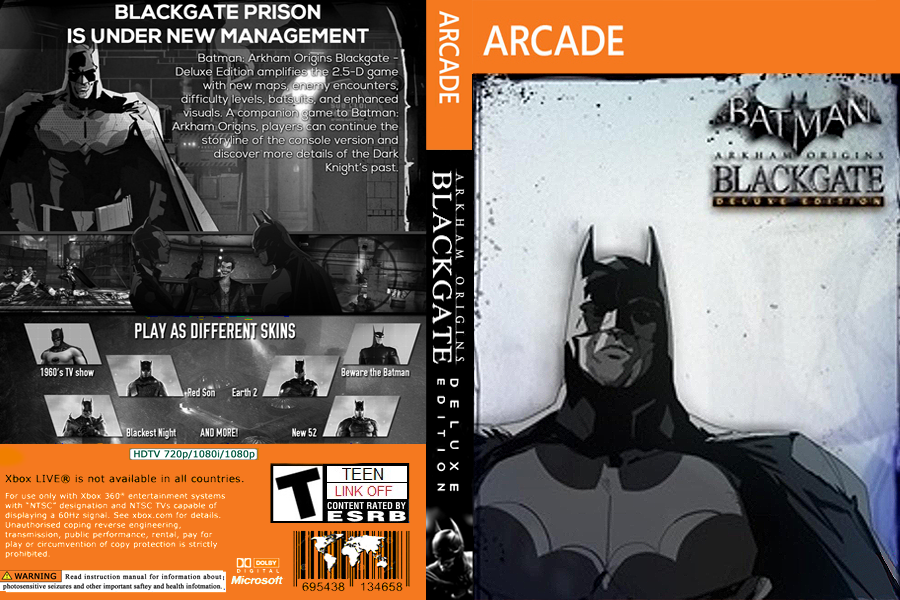 BLACKGATE PRISON
IS UNDER NEW MANAGEMENT
Batman: Arkham Origins Blackgate -
Deluxe Edition amplifies the 2.5-D game
with new maps, enemy encounters,
difficulty levels, batsuits, and enhanced
visuals. A companion game to Batman:
Arkham Origins, players can continue the
storyline of the console version and
discover more details of the Dark
Knight's past.
PLAY AS DIFFERENT SKINS
1960's TV show
Red Son
Earth 2
Beware the Batman
Blackest Night
AND MORE!
New 52
HDTV 720p/1080i/1080p
Xbox LIVE® is not available in all countries.
For use only with Xbox 360® entertainment systems
with "NTSC" designation and NTSC TVs capable of
displaying a 60Hz signal. See xbox.com for details.
Unauthorised coping reverse engineering,
transmission, public performance, rental, pay for
play or circumvention of copy protection is strictly
prohibited.
WARNING Read instruction manual for information about
photosensitive seizures and other important saftey and health infotmation.
DOLBY
DIGITAL
Microsoft
T
TEEN
LINK OFF
CONTENT RATED BY
ESRB
695438 134658
ARCADE
ARKHAM ORIGINS
BLACKGATE
DELUXE
EDITION
ARCADE
BATMAN
ARKHAM ORIGINS
BLACKGATE
DELUXE EDITION